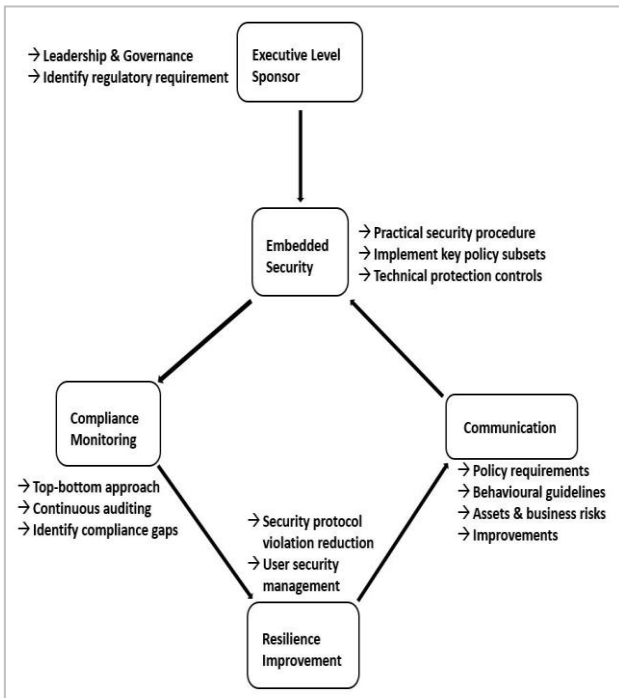 → Leadership & Governance
→ Identify regulatory requirement
Executive Level
Sponsor
Embedded
Security
→ Practical security procedure
→ Implement key policy subsets
→ Technical protection controls
Compliance
Monitoring
→ Top-bottom approach
→ Continuous auditing
→ Identify compliance gaps
Communication
→ Policy requirements
→ Behavioural guidelines
→ Assets & business risks
→ Improvements
→ Security protocol
violation reduction
→ User security
management
Resilience
Improvement